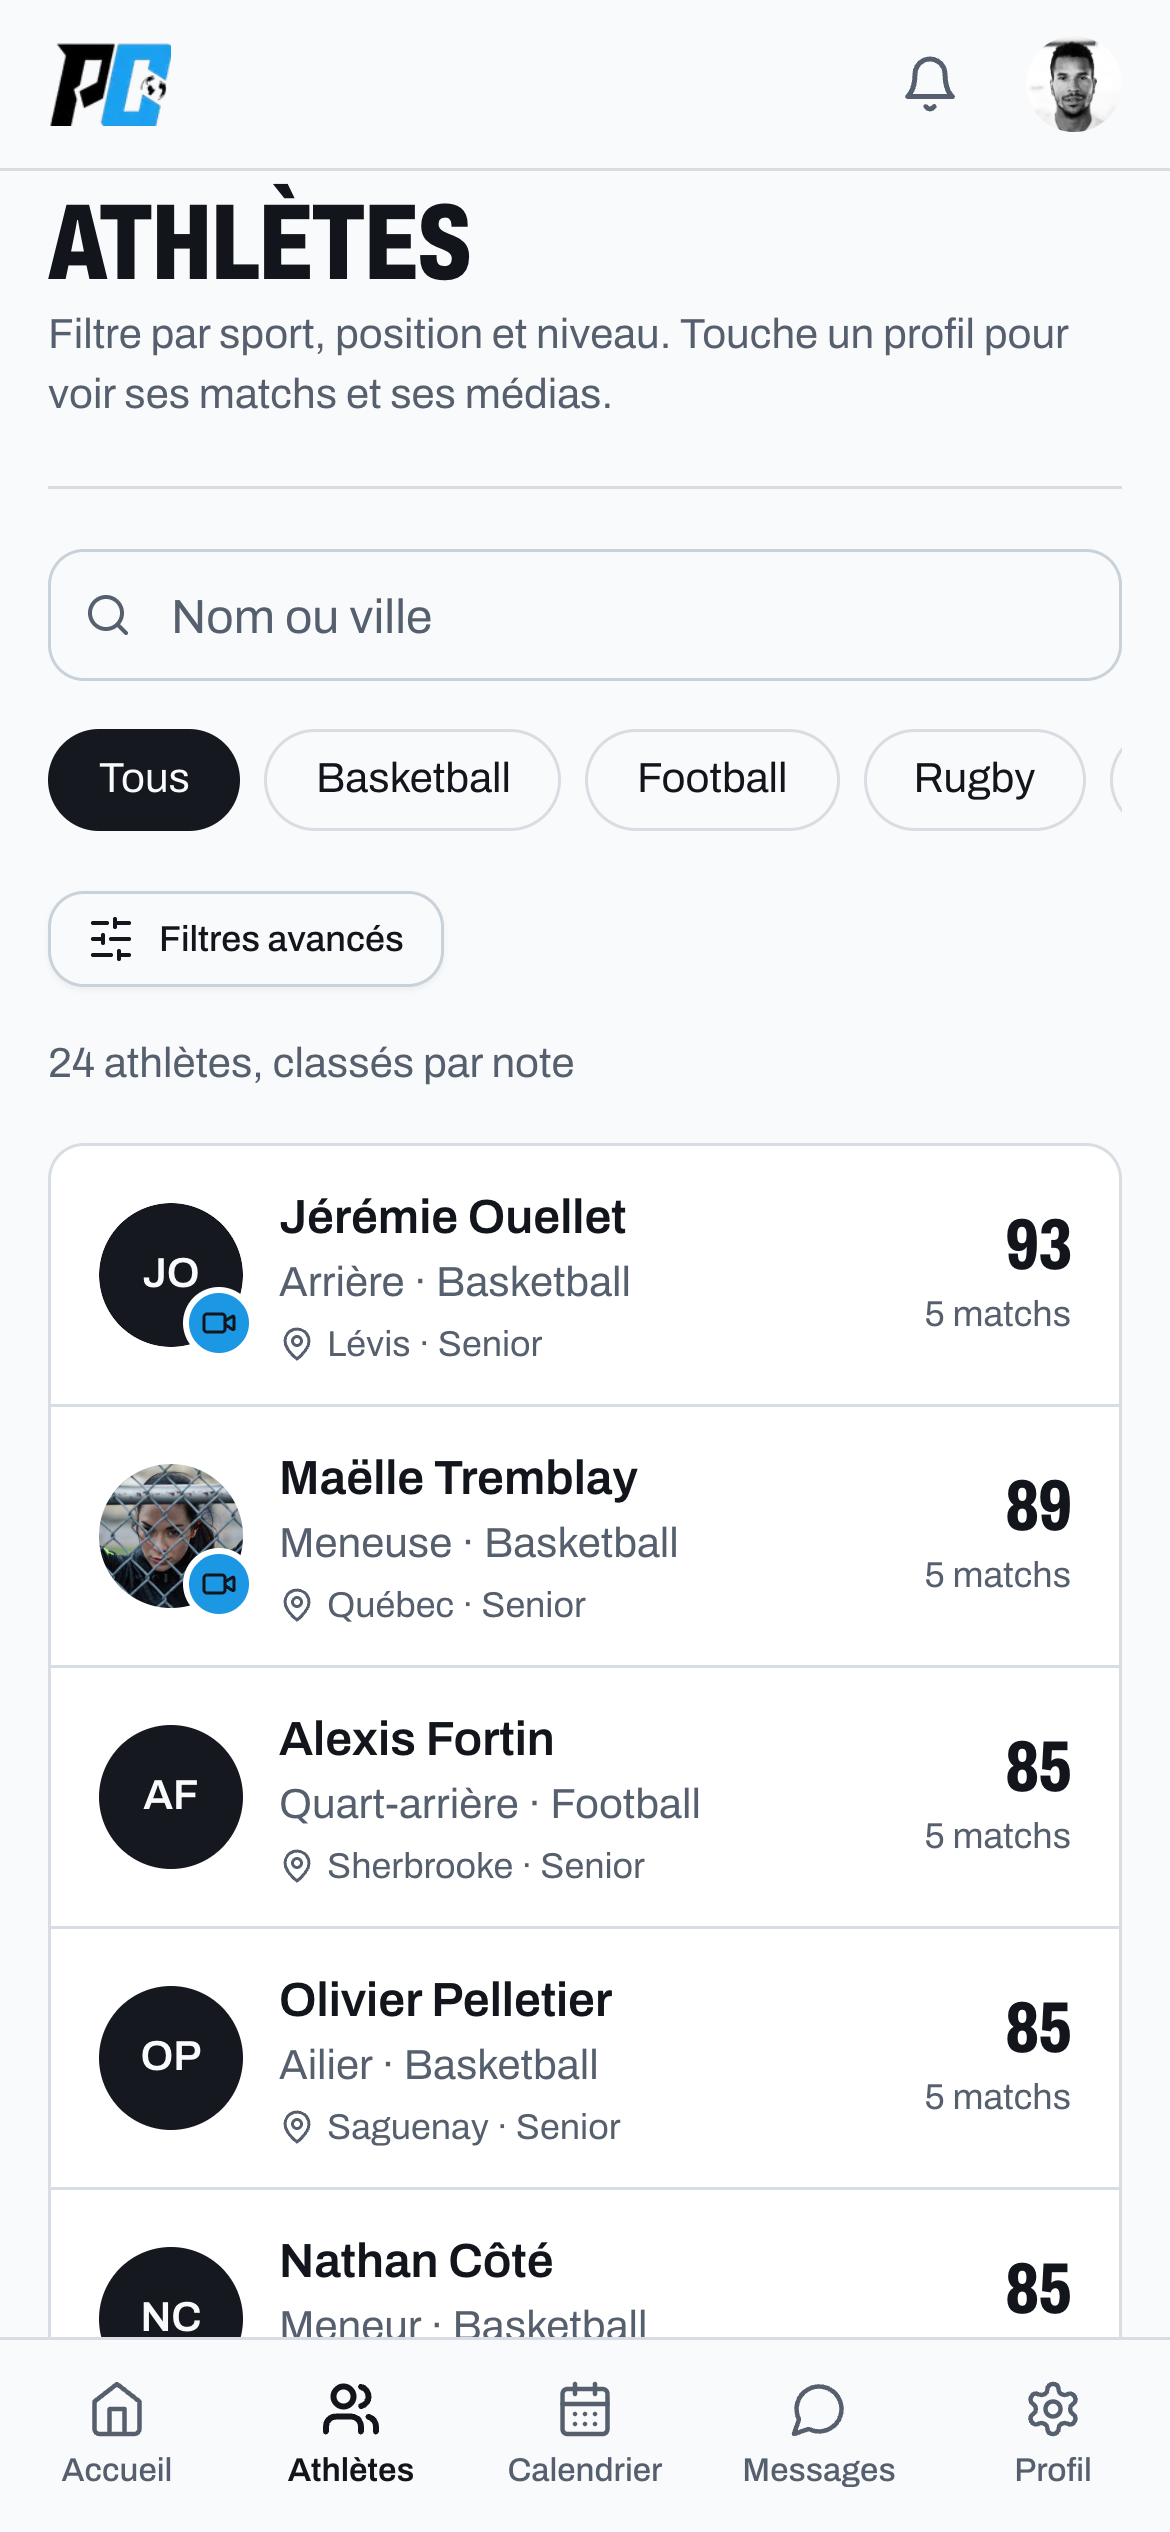 PC
ATHLÈTES
Filtre par sport, position et niveau. Touche un profil pour
voir ses matchs et ses médias.
Nom ou ville
Tous
Basketball
Football
Rugby
Filtres avancés
24 athlètes, classés par note
JO
Jérémie Ouellet
Arrière · Basketball
Lévis · Senior
93
5 matchs
Maëlle Tremblay
Meneuse · Basketball
Québec · Senior
89
5 matchs
AF
Alexis Fortin
Quart-arrière · Football
Sherbrooke · Senior
85
5 matchs
OP
Olivier Pelletier
Ailier · Basketball
Saguenay · Senior
85
5 matchs
NC
Nathan Côté
Meneur · Basketball
85
Accueil
Athlètes
Calendrier
Messages
Profil